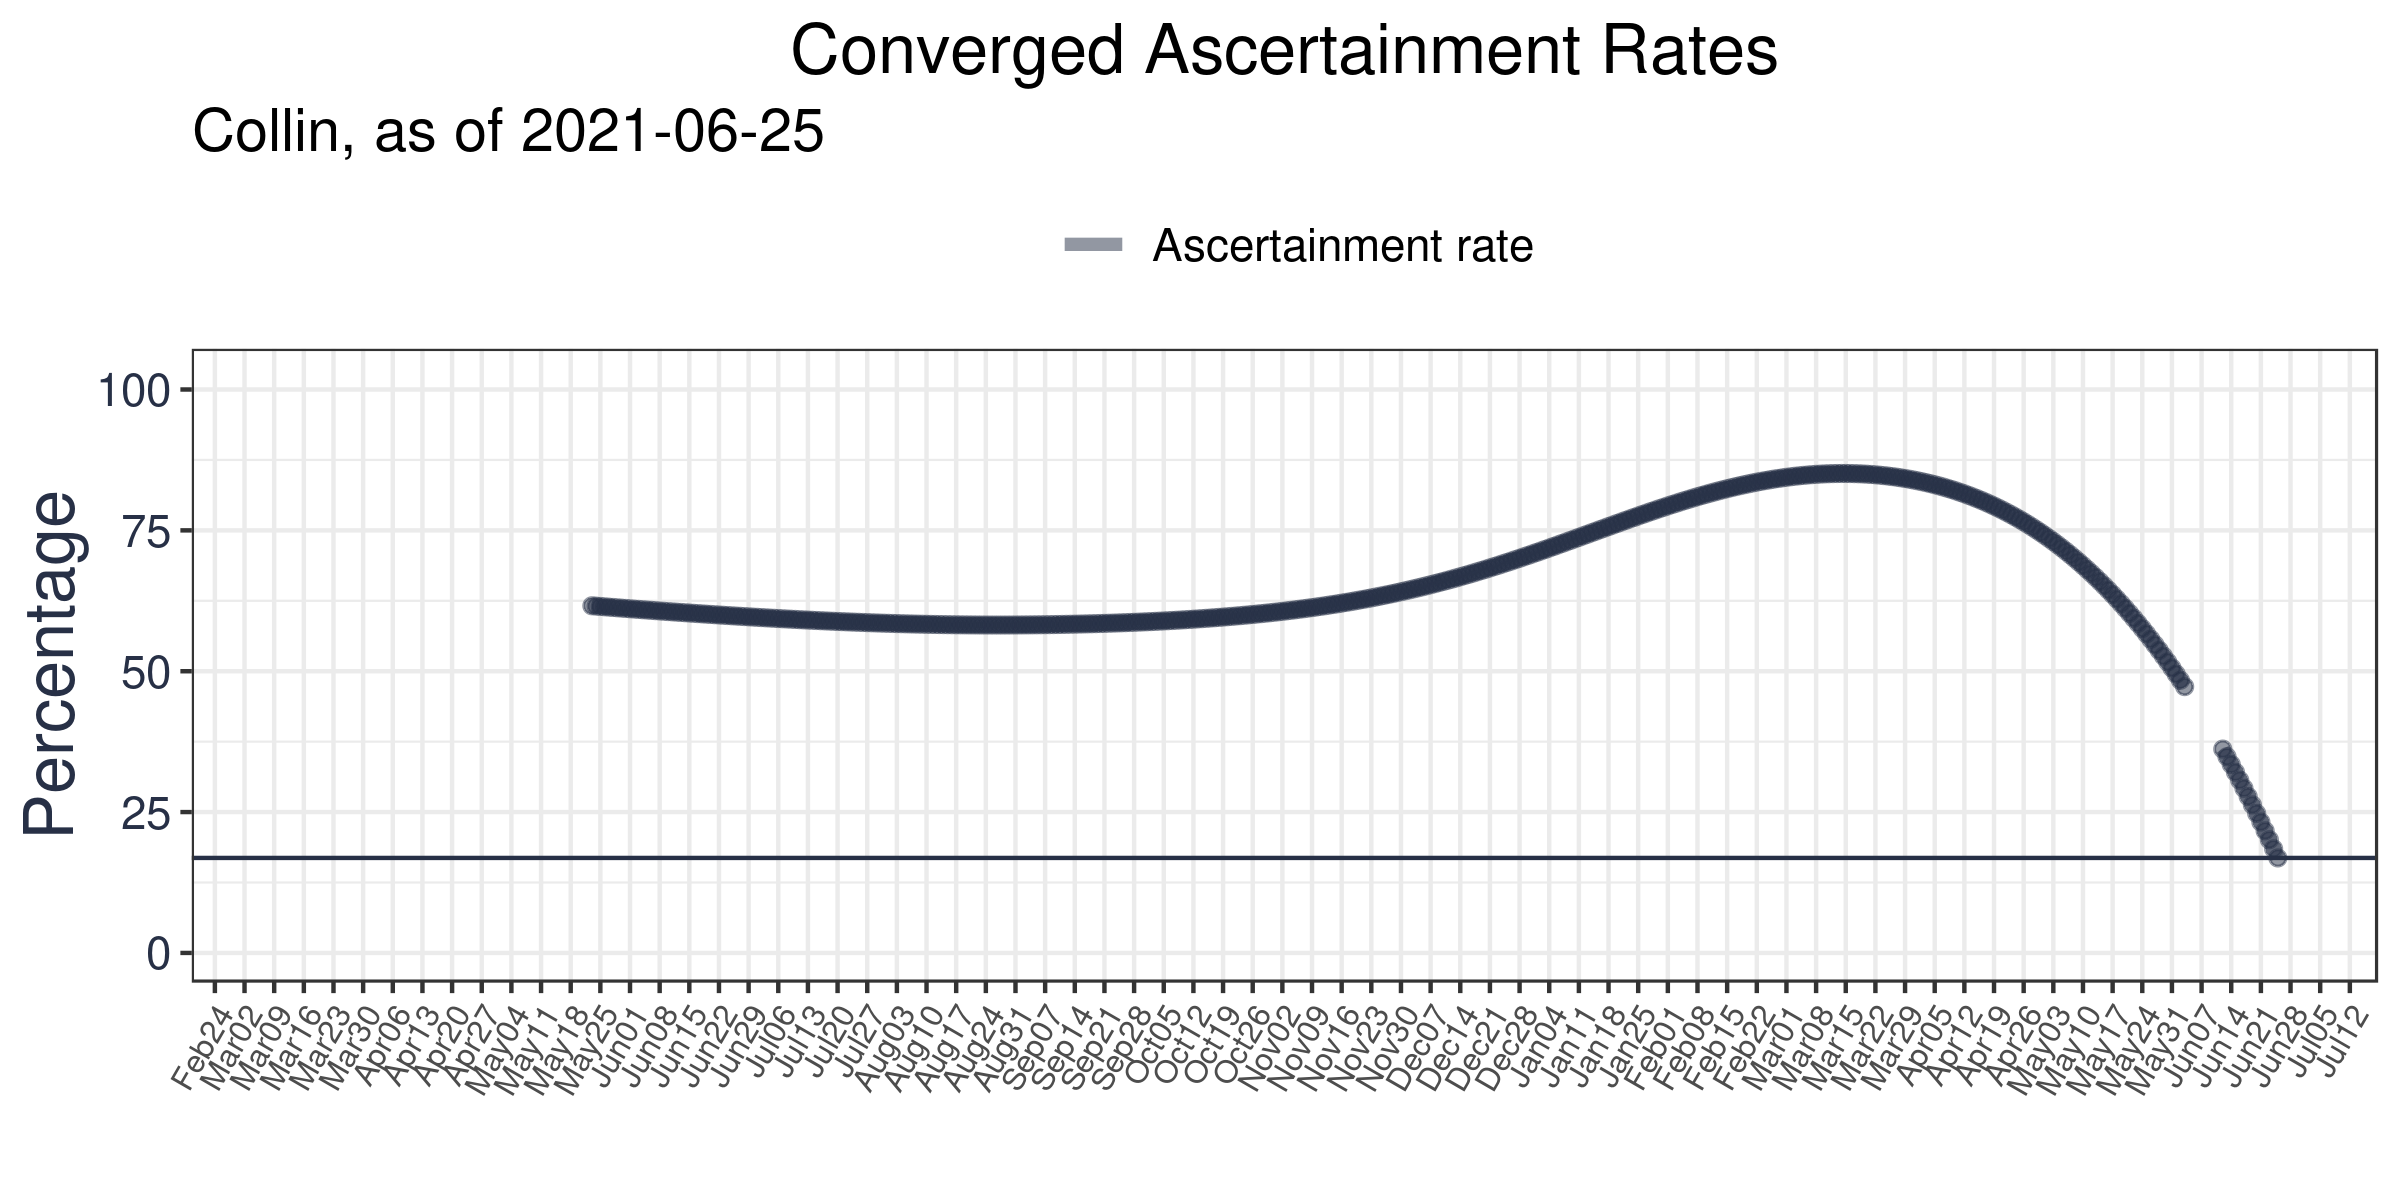 Converged Ascertainment Rates
Collin, as of 2021-06-25
Ascertainment rate
Percentage
100
75
50
25
0
Feb24
Mar02
Mar09
Mar16
Mar23
Mar30
Apr06
Apr13
Apr20
Apr27
May04
May11
May18
May25
Jun01
Jun08
Jun15
Jun22
Jun29
Jul06
Jul13
Jul20
Jul27
Aug03
Aug10
Aug17
Aug24
Aug31
Sep07
Sep14
Sep21
Sep28
Oct05
Oct12
Oct19
Oct26
Nov02
Nov09
Nov16
Nov23
Nov30
Dec07
Dec14
Dec21
Dec28
Jan04
Jan11
Jan18
Jan25
Feb01
Feb08
Feb15
Feb22
Mar01
Mar08
Mar15
Mar22
Mar29
Apr05
Apr12
Apr19
Apr26
May03
May10
May17
May24
May31
Jun07
Jun14
Jun21
Jun28
Jul05
Jul12